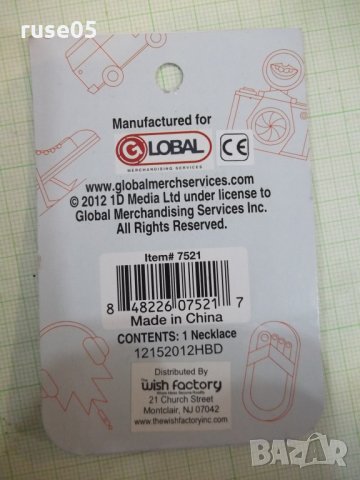 ruse05
Manufactured for
GLOBAL
MERCHANDISING SERVICES
CE
www.globalmerchservices.com
© 2012 1D Media Ltd under license to
Global Merchandising Services Inc.
All Rights Reserved.
Item# 7521
8 48226 07521 7
Made in China
CONTENTS: 1 Necklace
12152012HBD
Distributed By
wish factory
21 Church Street
Montclair, NJ 07042
www.thewishfactoryinc.com
BAZAR